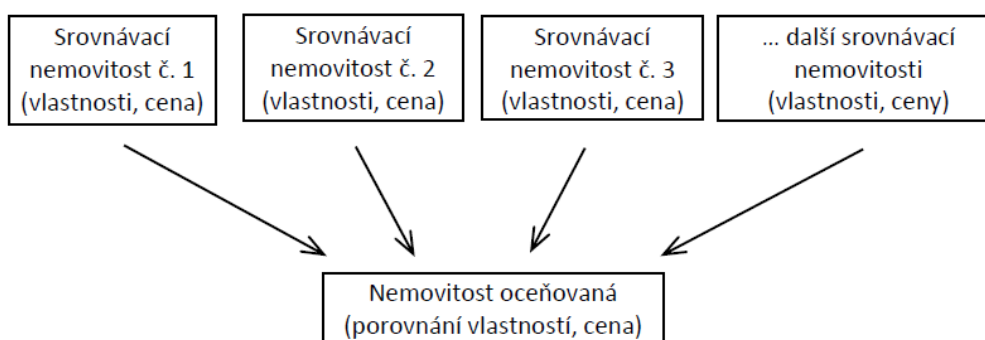 Srovnávací
nemovitost č. 1
(vlastnosti, cena)
Srovnávací
nemovitost č. 2
(vlastnosti, cena)
Srovnávací
nemovitost č. 3
(vlastnosti, cena)
... další srovnávací
nemovitosti
(vlastnosti, ceny)
Nemovitost oceňovaná
(porovnání vlastností, cena)